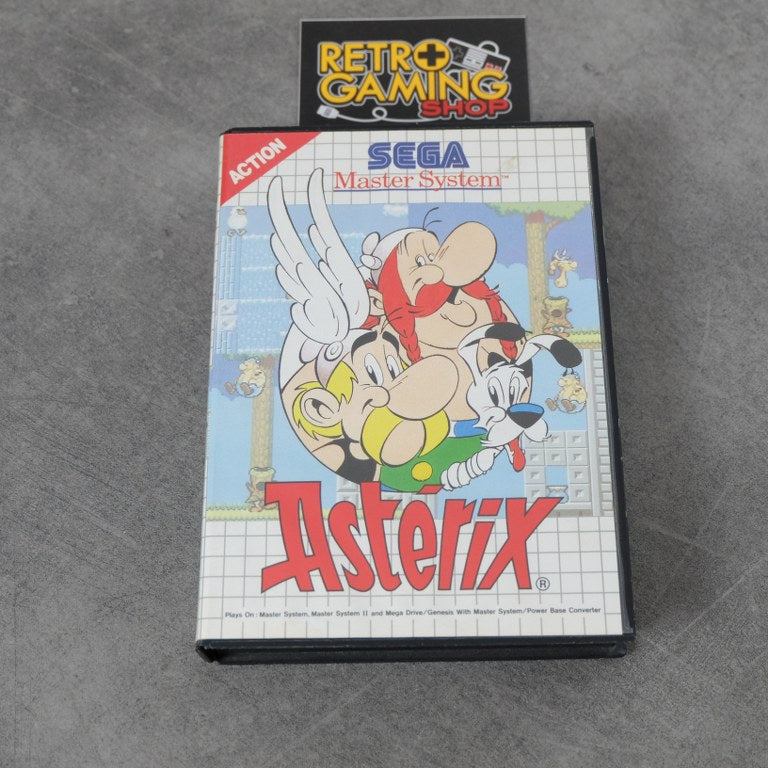 RETRO
GAMING
SHOP
ACTION
SEGA
Master System™
Asterix®
Plays On : Master System, Master System II and Mega Drive/Genesis With Master System/Power Base Converter